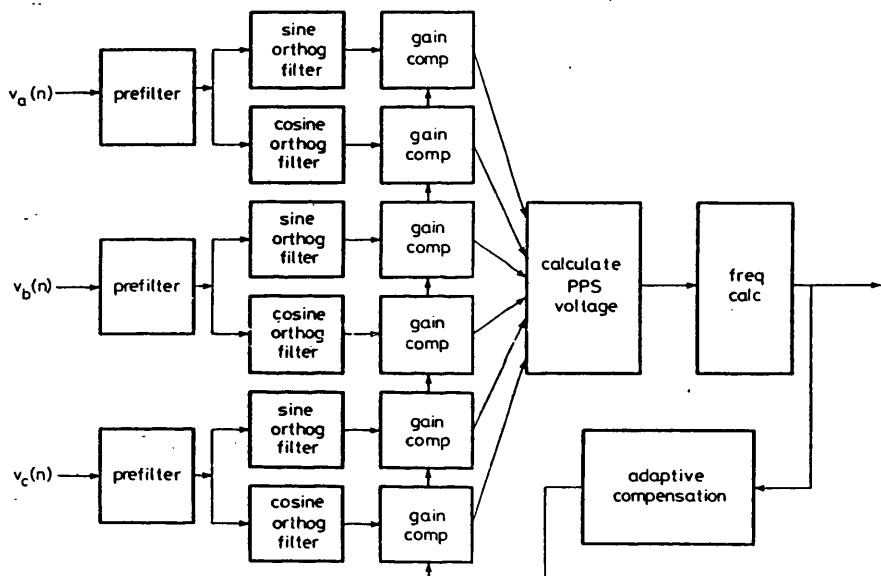 sine
orthog
filter
gain
comp
v_a(n)
prefilter
cosine
orthog
filter
gain
comp
sine
orthog
filter
gain
comp
v_b(n)
prefilter
calculate
PPS
voltage
freq
calc
cosine
orthog
filter
gain
comp
sine
orthog
filter
gain
comp
v_c(n)
prefilter
adaptive
compensation
cosine
orthog
filter
gain
comp